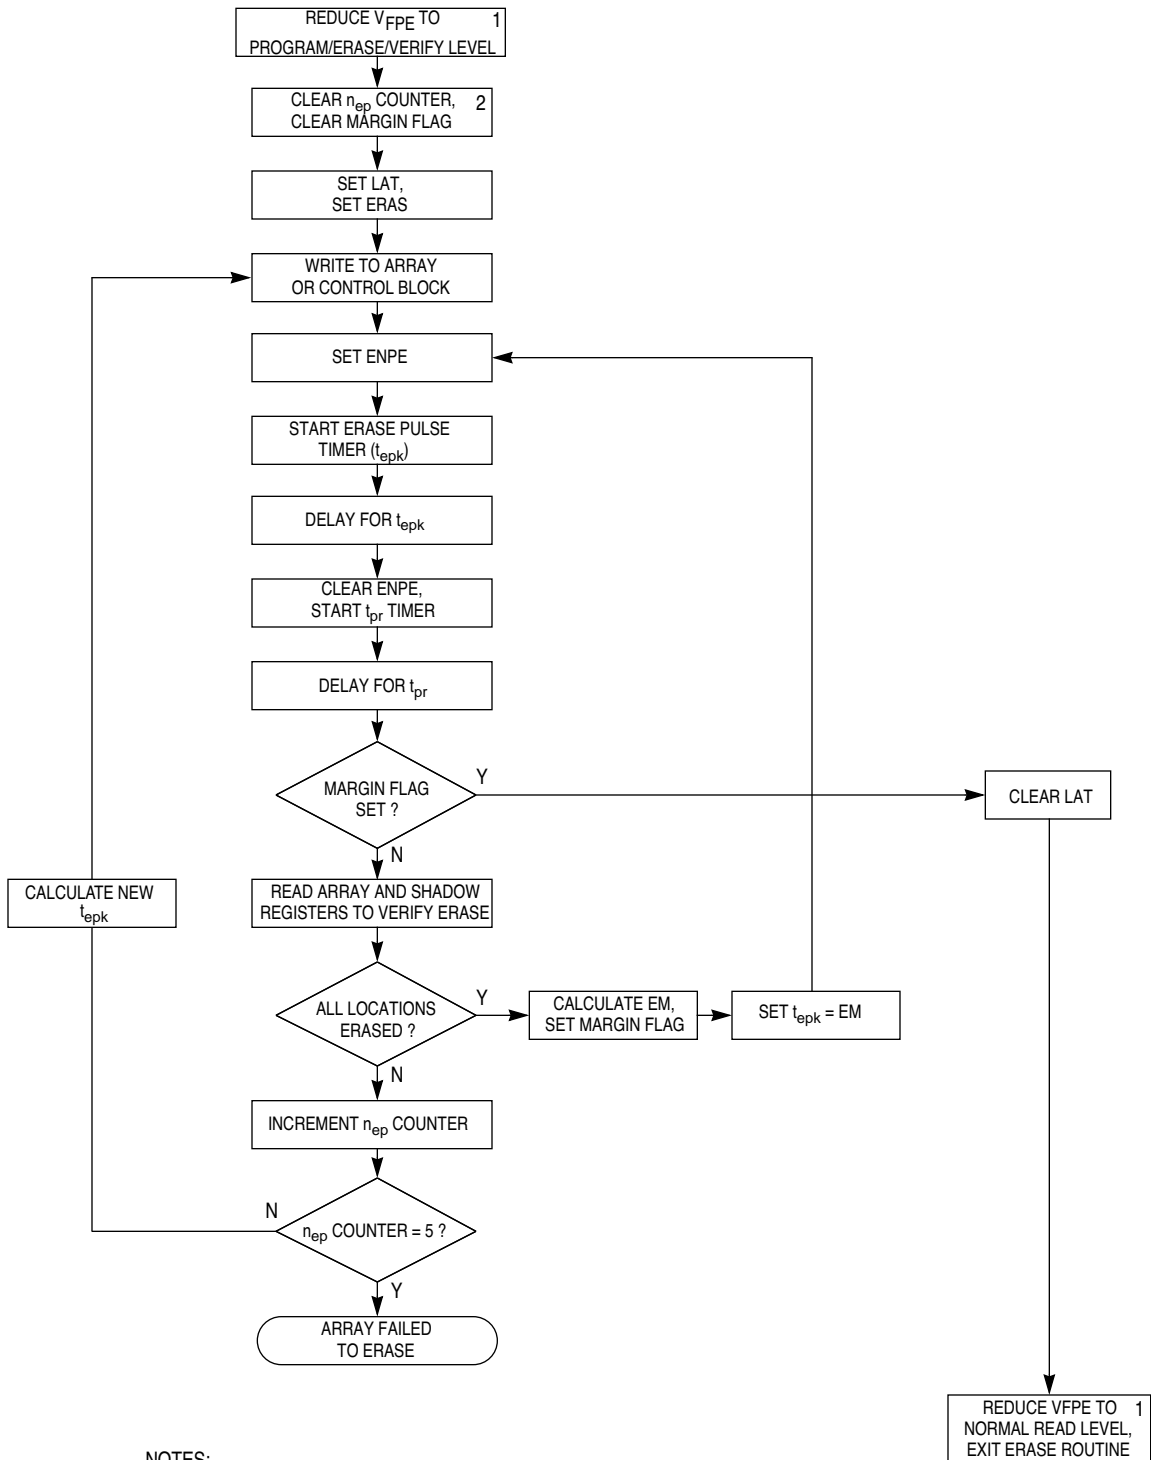 REDUCE VFPE TO 1
PROGRAM/ERASE/VERIFY LEVEL
CLEAR nep COUNTER, 2
CLEAR MARGIN FLAG
SET LAT,
SET ERAS
WRITE TO ARRAY
OR CONTROL BLOCK
SET ENPE
START ERASE PULSE
TIMER (tepk)
DELAY FOR tepk
CLEAR ENPE,
START tpr TIMER
DELAY FOR tpr
MARGIN FLAG
SET ?
Y
CLEAR LAT
N
CALCULATE NEW
tepk
READ ARRAY AND SHADOW
REGISTERS TO VERIFY ERASE
ALL LOCATIONS
ERASED ?
Y
CALCULATE EM,
SET MARGIN FLAG
SET tepk = EM
N
INCREMENT nep COUNTER
N
nep COUNTER = 5 ?
Y
ARRAY FAILED
TO ERASE
REDUCE VFPE TO 1
NORMAL READ LEVEL,
EXIT ERASE ROUTINE
NOTES: